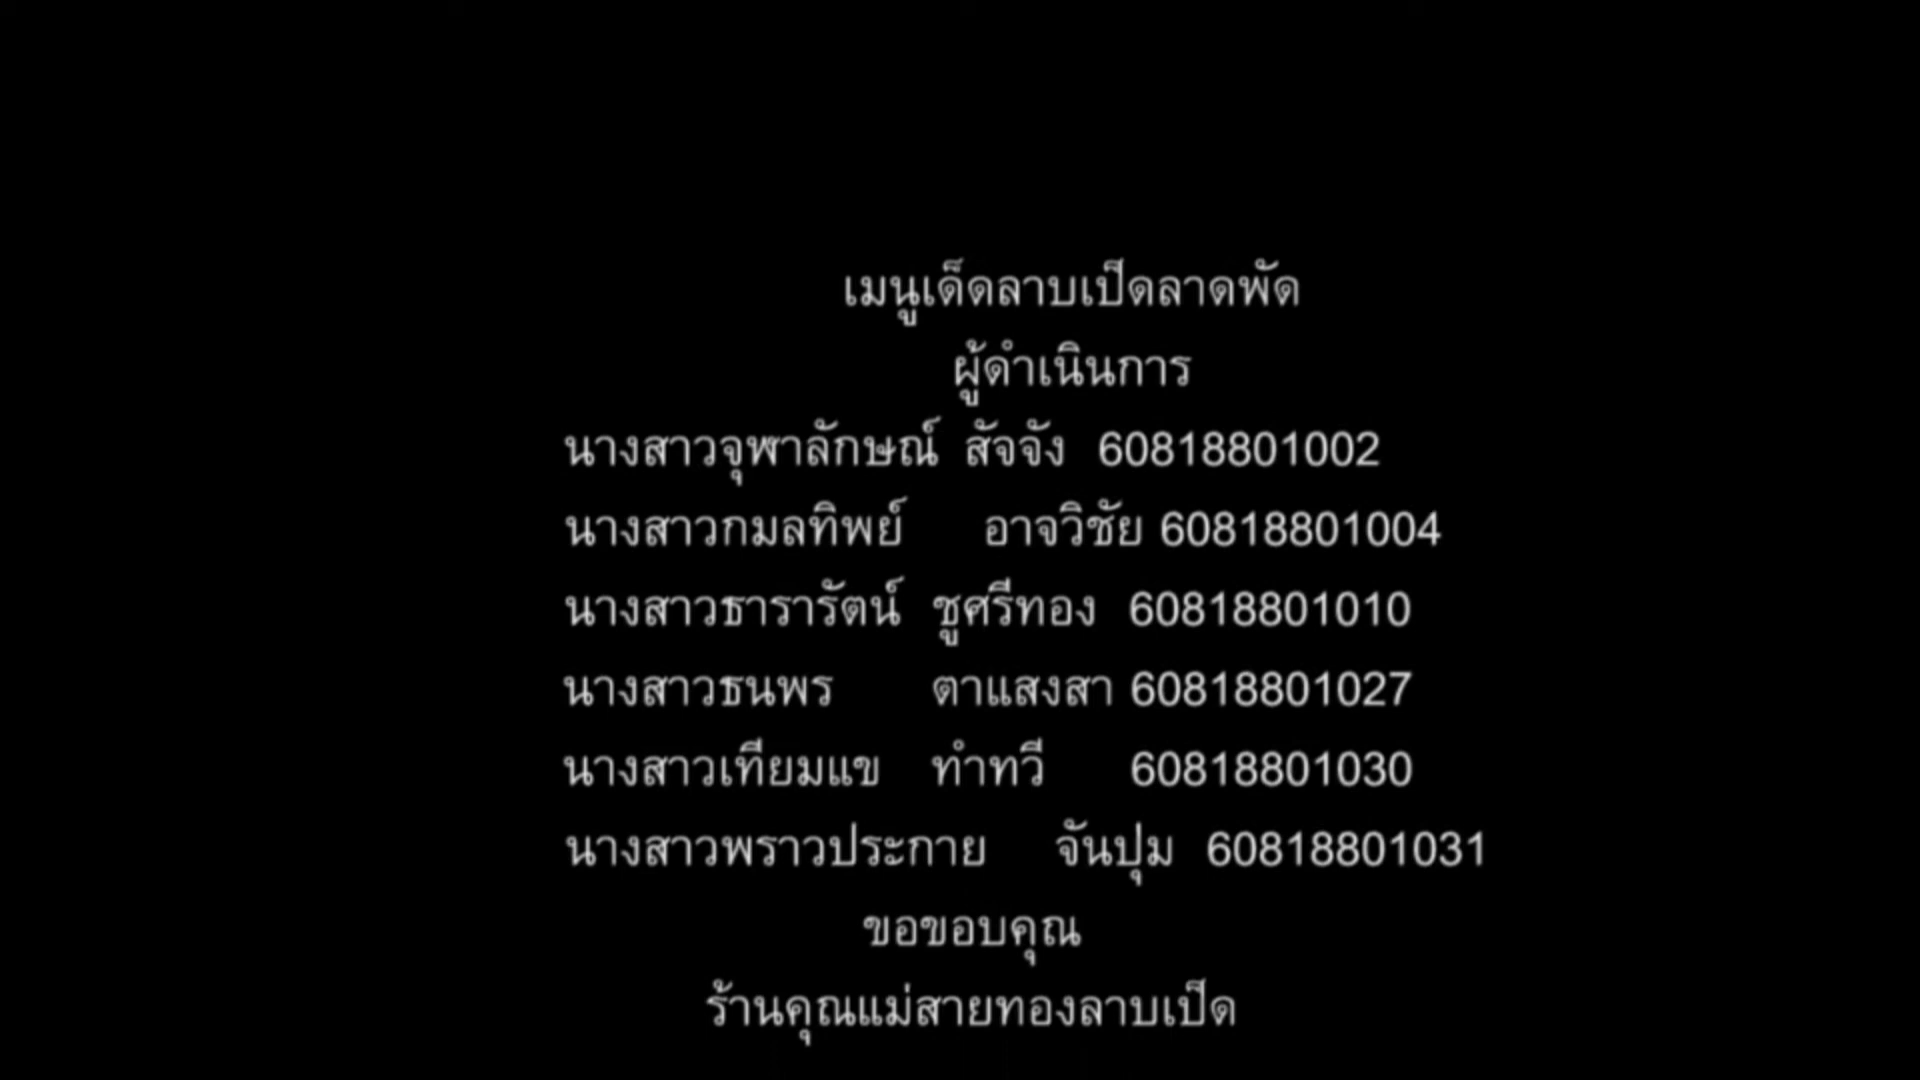 เมนูเด็ดลาบเป็ดลาดพัด
ผู้ดำเนินการ
นางสาวจุฬาลักษณ์ สัจจัง 60818801002
นางสาวกมลทิพย์ อาจวิชัย 60818801004
นางสาวธารารัตน์ ชูศรีทอง 60818801010
นางสาวธนพร ตาแสงสา 60818801027
นางสาวเทียมแข ทำทวี 60818801030
นางสาวพราวประกาย จันปุม 60818801031
ขอขอบคุณ
ร้านคุณแม่สายทองลาบเป็ด